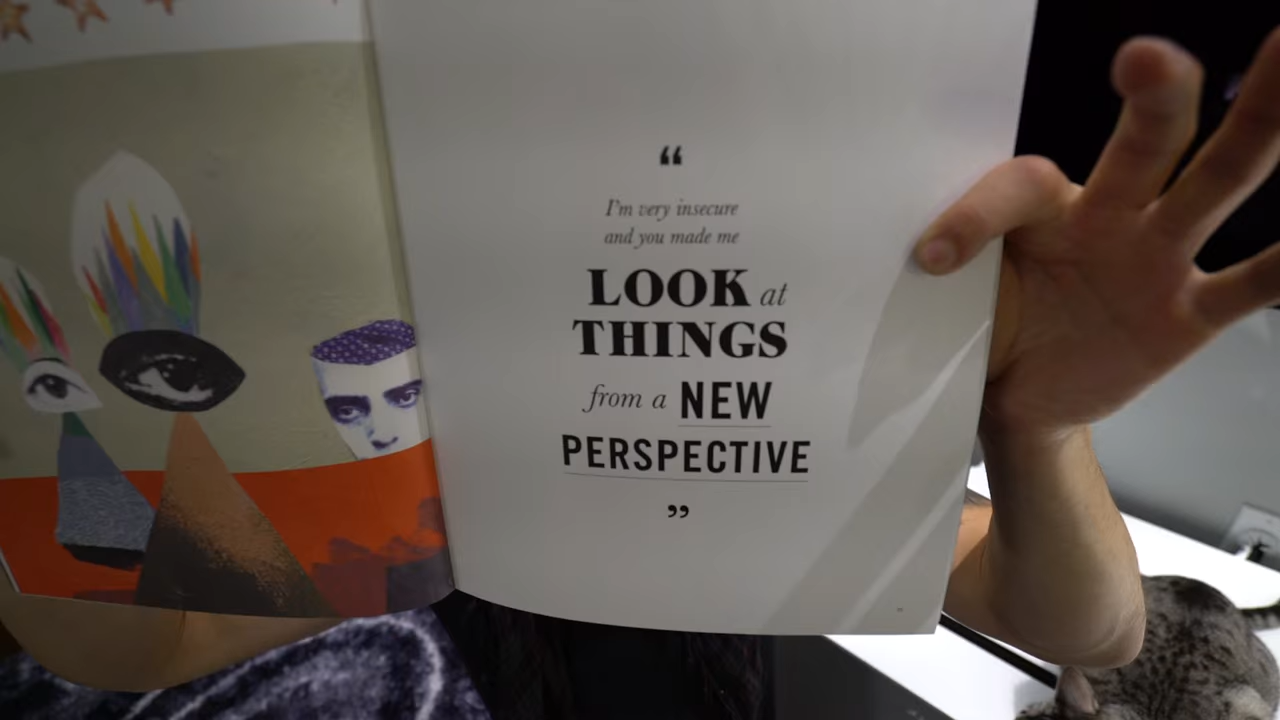 “
I’m very insecure
and you made me
LOOK at
THINGS
from a NEW
PERSPECTIVE
”